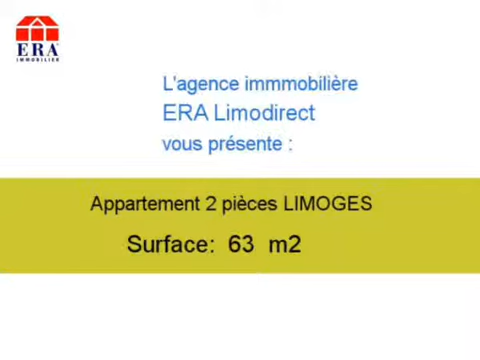 ERA
IMMOBILIER
L'agence immmobilière
ERA Limodirect
vous présente :
Appartement 2 pièces LIMOGES
Surface: 63 m2